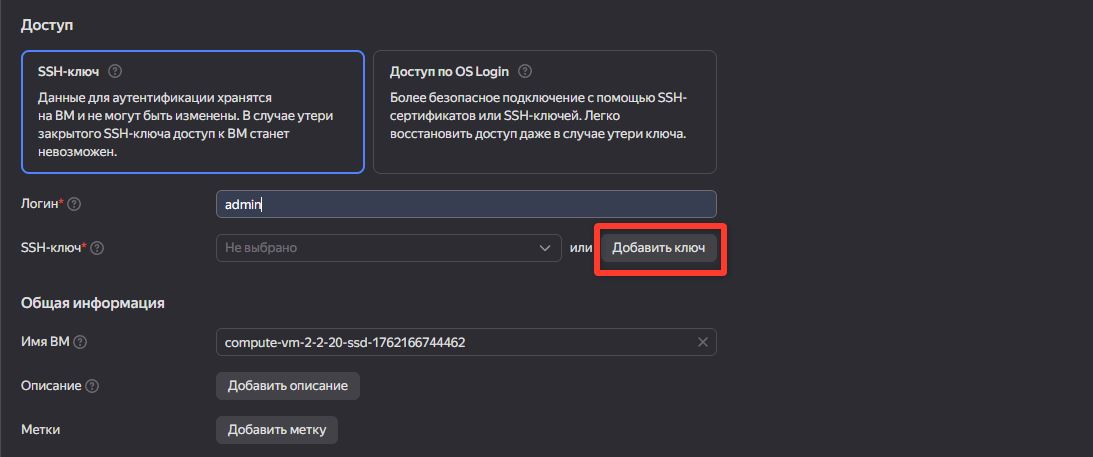 Доступ
SSH-ключ
Данные для аутентификации хранятся
на ВМ и не могут быть изменены. В случае утери
закрытого SSH-ключа доступ к ВМ станет
невозможен.
Доступ по OS Login
Более безопасное подключение с помощью SSH-
сертификатов или SSH-ключей. Легко
восстановить доступ даже в случае утери ключа.
Логин* admin
SSH-ключ* Не выбрано или Добавить ключ
Общая информация
Имя ВМ compute-vm-2-2-20-ssd-1762166744462
Описание Добавить описание
Метки Добавить метку